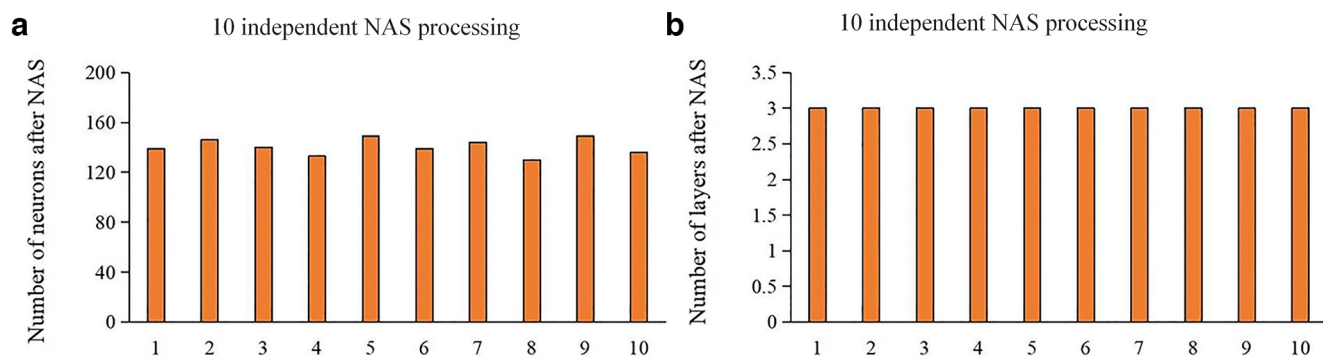 a
10 independent NAS processing
Number of neurons after NAS
200
160
120
80
40
0
1 2 3 4 5 6 7 8 9 10
b
10 independent NAS processing
Number of layers after NAS
3.5
3
2.5
2
1.5
1
0.5
0
1 2 3 4 5 6 7 8 9 10